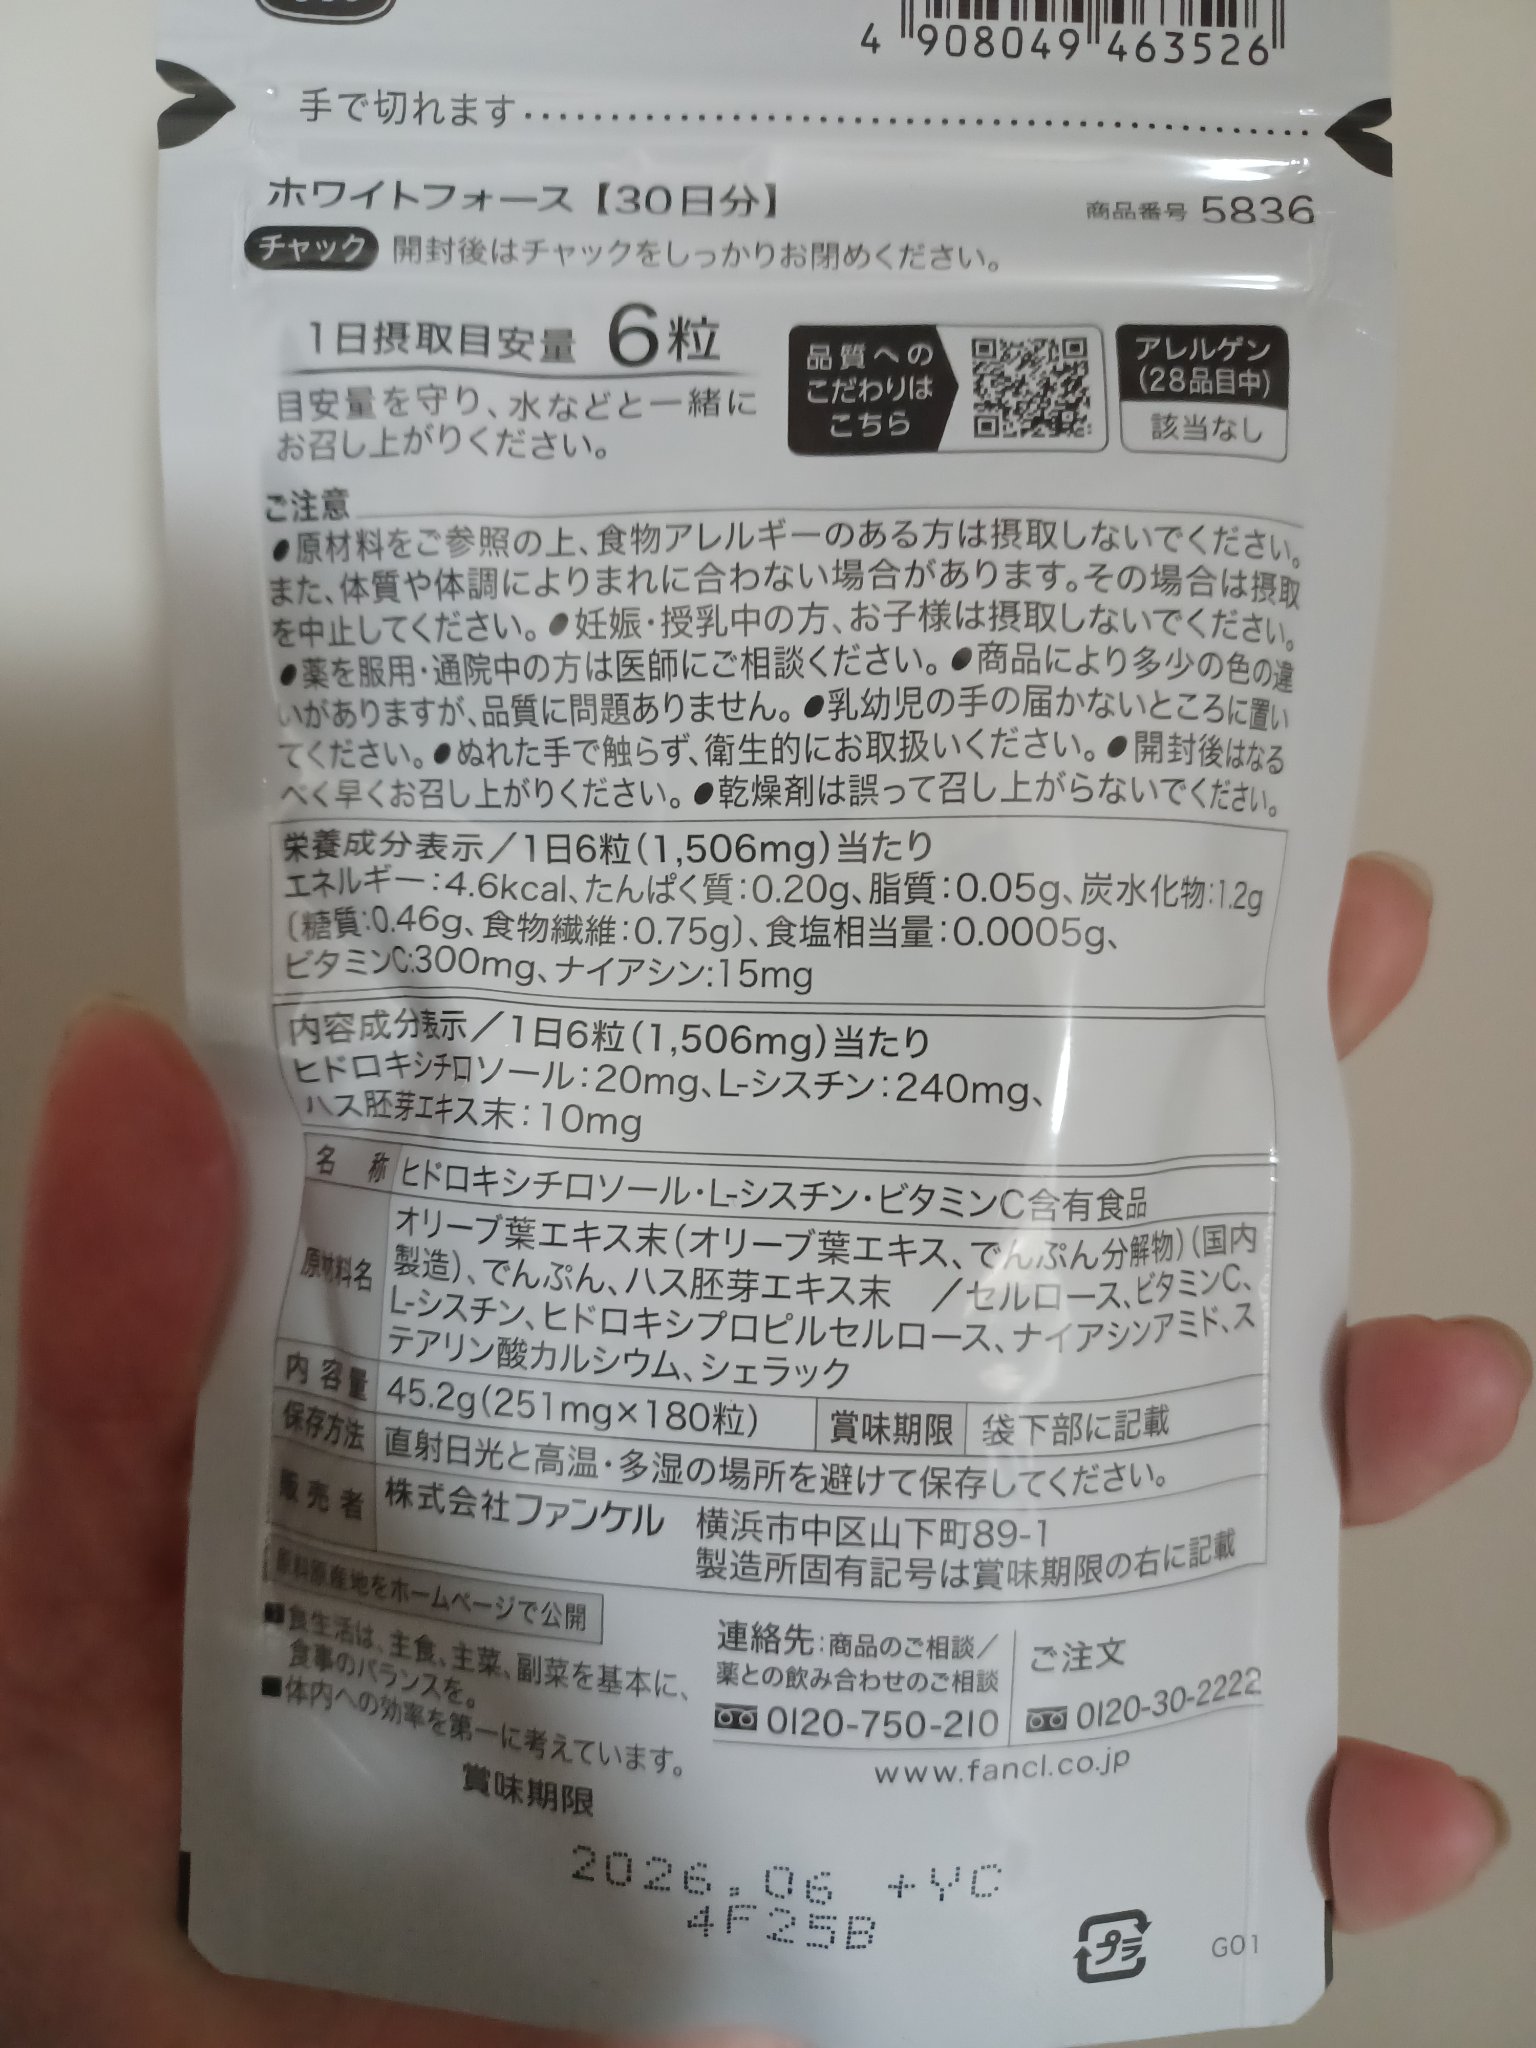 4 908049 463526
手で切れます
ホワイトフォース【30日分】
商品番号 5836
チャック 開封後はチャックをしっかりお閉めください。
1日摂取目安量 6粒
目安量を守り、水などと一緒に
お召し上がりください。
品質への
こだわりは
こちら
アレルゲン
(28品目中)
該当なし
ご注意
●原材料をご参照の上、食物アレルギーのある方は摂取しないでください。
また、体質や体調によりまれに合わない場合があります。その場合は摂取
を中止してください。●妊娠・授乳中の方、お子様は摂取しないでください。
●薬を服用・通院中の方は医師にご相談ください。●商品により多少の色の違
いがありますが、品質に問題ありません。●乳幼児の手の届かないところに置い
てください。●ぬれた手で触らず、衛生的にお取扱いください。●開封後はなる
べく早くお召し上がりください。●乾燥剤は誤って召し上がらないでください。
栄養成分表示／1日6粒(1,506mg)当たり
エネルギー:4.6kcal、たんぱく質:0.20g、脂質:0.05g、炭水化物:1.2g
(糖質:0.46g、食物繊維:0.75g)、食塩相当量:0.0005g、
ビタミンC:300mg、ナイアシン:15mg
内容成分表示／1日6粒(1,506mg)当たり
ヒドロキシチロソール:20mg、L-シスチン:240mg、
ハス胚芽エキス末:10mg
名称 ヒドロキシチロソール・L-シスチン・ビタミンC含有食品
原材料名 オリーブ葉エキス末(オリーブ葉エキス、でんぷん分解物)(国内
製造)、でんぷん、ハス胚芽エキス末 ／セルロース、ビタミンC、
L-シスチン、ヒドロキシプロピルセルロース、ナイアシンアミド、ス
テアリン酸カルシウム、シェラック
内容量 45.2g(251mg×180粒) 賞味期限 袋下部に記載
保存方法 直射日光と高温・多湿の場所を避けて保存してください。
販売者 株式会社ファンケル 横浜市中区山下町89-1
製造所固有記号は賞味期限の右に記載
原料原産地をホームページで公開
■食生活は、主食、主菜、副菜を基本に、
食事のバランスを。
■体内への効率を第一に考えています。
連絡先:商品のご相談／
薬との飲み合わせのご相談
0120-750-210
ご注文
0120-30-2222
www.fancl.co.jp
賞味期限
2026.06 +YC
4F25B
プラ
G01